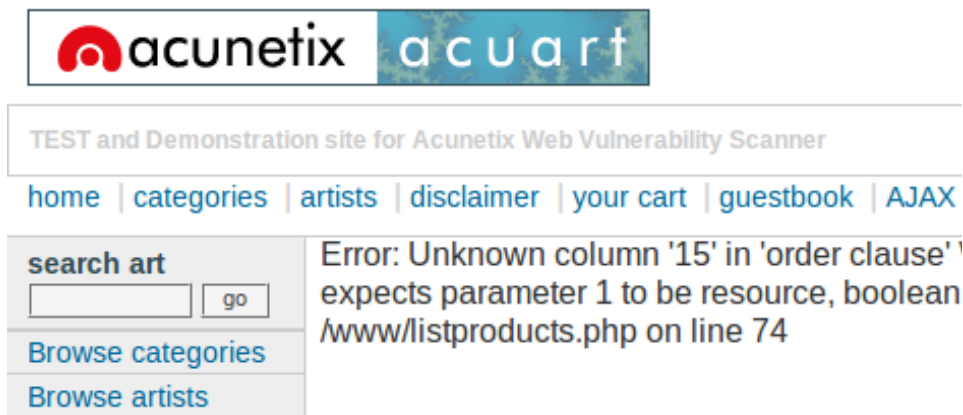 acunetix acuart
TEST and Demonstration site for Acunetix Web Vulnerability Scanner
home | categories | artists | disclaimer | your cart | guestbook | AJAX
search art
go
Browse categories
Browse artists
Error: Unknown column '15' in 'order clause'
expects parameter 1 to be resource, boolean
/www/listproducts.php on line 74